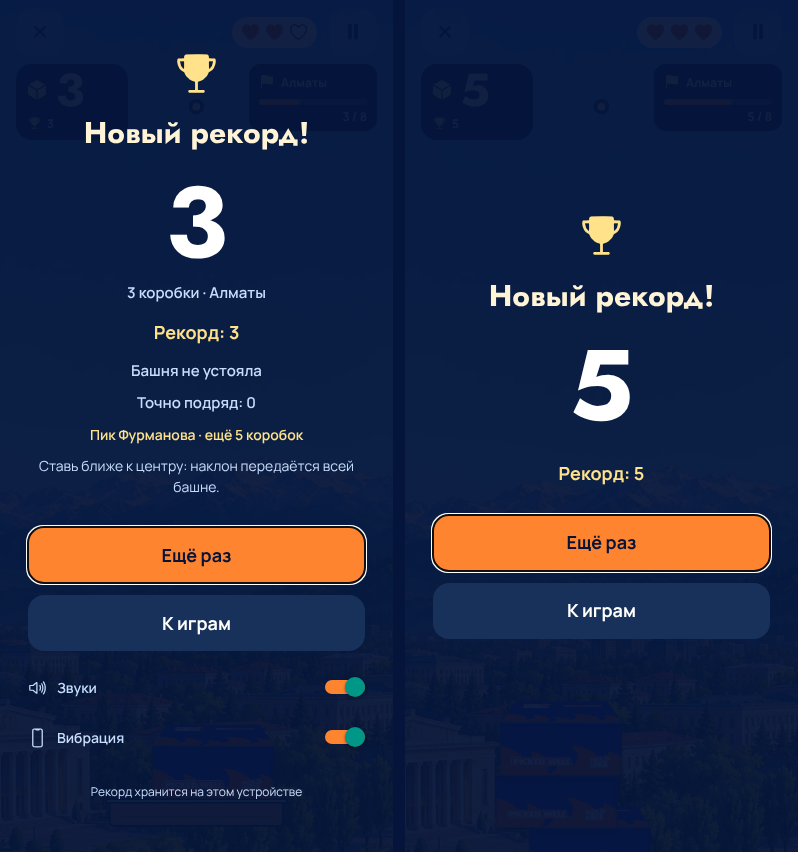 3
Алматы
3
3 / 8
Новый рекорд!
3
3 коробки · Алматы
Рекорд: 3
Башня не устояла
Точно подряд: 0
Пик Фурманова · ещё 5 коробок
Ставь ближе к центру: наклон передаётся всей
башне.
Ещё раз
К играм
Звуки
Вибрация
Рекорд хранится на этом устройстве
5
Алматы
5
5 / 8
Новый рекорд!
5
Рекорд: 5
Ещё раз
К играм